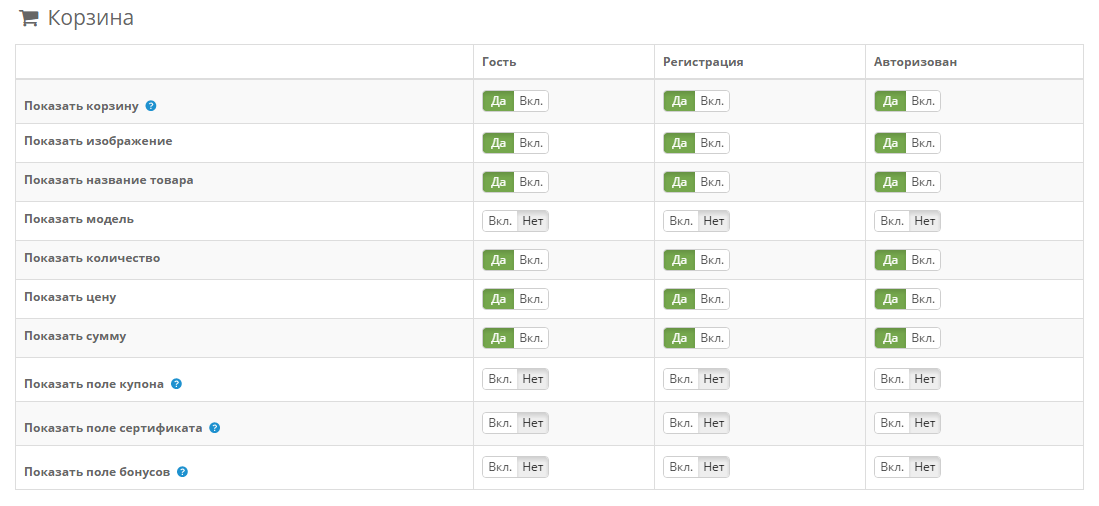 Корзина
Гость Регистрация Авторизован
Показать корзину ? Да Вкл. Да Вкл. Да Вкл.
Показать изображение Да Вкл. Да Вкл. Да Вкл.
Показать название товара Да Вкл. Да Вкл. Да Вкл.
Показать модель Вкл. Нет Вкл. Нет Вкл. Нет
Показать количество Да Вкл. Да Вкл. Да Вкл.
Показать цену Да Вкл. Да Вкл. Да Вкл.
Показать сумму Да Вкл. Да Вкл. Да Вкл.
Показать поле купона ? Вкл. Нет Вкл. Нет Вкл. Нет
Показать поле сертификата ? Вкл. Нет Вкл. Нет Вкл. Нет
Показать поле бонусов ? Вкл. Нет Вкл. Нет Вкл. Нет